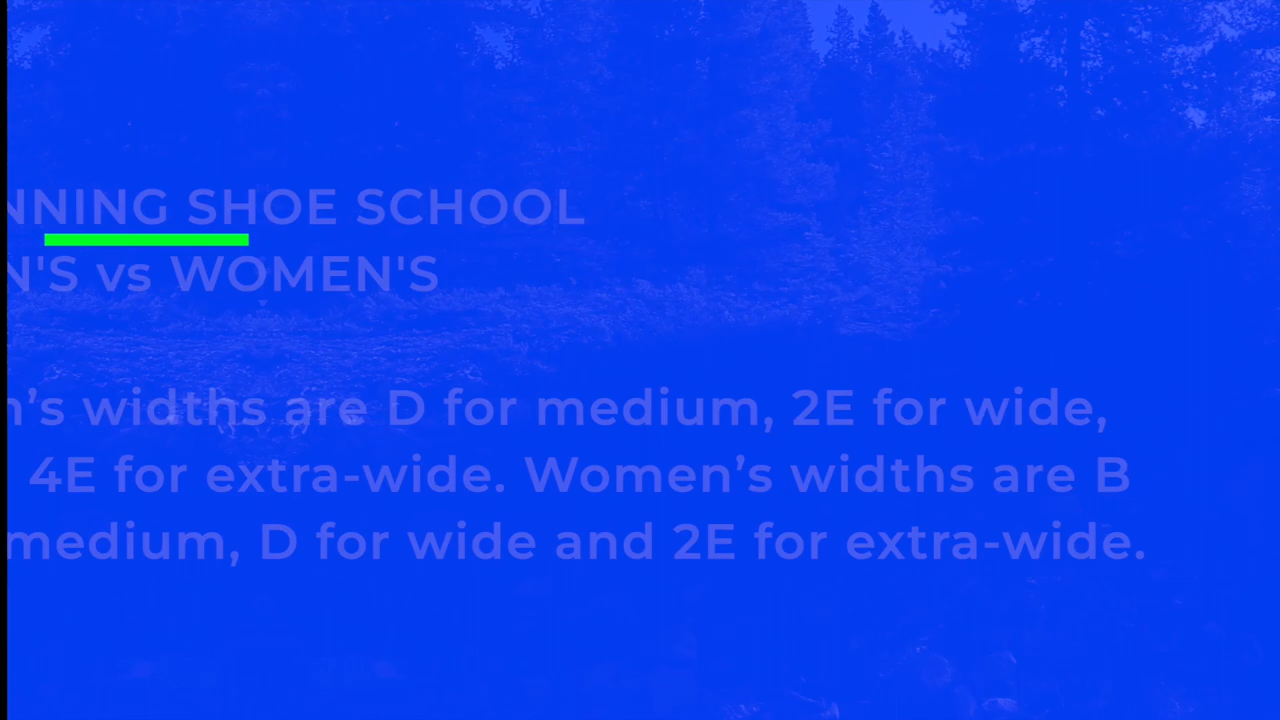 NNING SHOE SCHOOL
N'S vs WOMEN'S
n’s widths are D for medium, 2E for wide,
4E for extra-wide. Women’s widths are B
medium, D for wide and 2E for extra-wide.